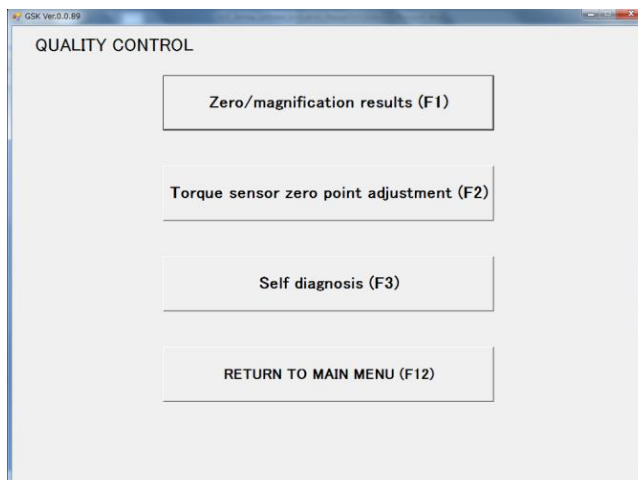 GSK Ver.0.0.89
QUALITY CONTROL
Zero/magnification results (F1)
Torque sensor zero point adjustment (F2)
Self diagnosis (F3)
RETURN TO MAIN MENU (F12)